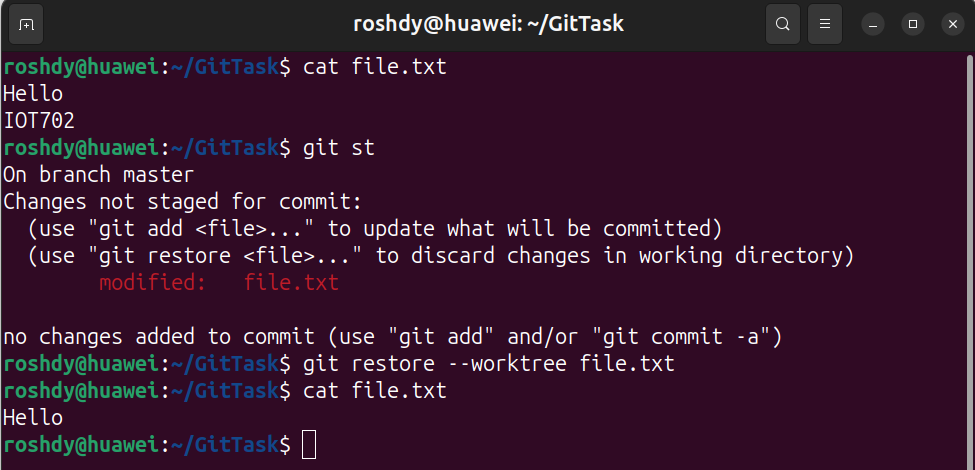 roshdy@huawei: ~/GitTask
roshdy@huawei:~/GitTask$ cat file.txt
Hello
IOT702
roshdy@huawei:~/GitTask$ git st
On branch master
Changes not staged for commit:
  (use "git add <file>..." to update what will be committed)
  (use "git restore <file>..." to discard changes in working directory)
        modified:   file.txt

no changes added to commit (use "git add" and/or "git commit -a")
roshdy@huawei:~/GitTask$ git restore --worktree file.txt
roshdy@huawei:~/GitTask$ cat file.txt
Hello
roshdy@huawei:~/GitTask$